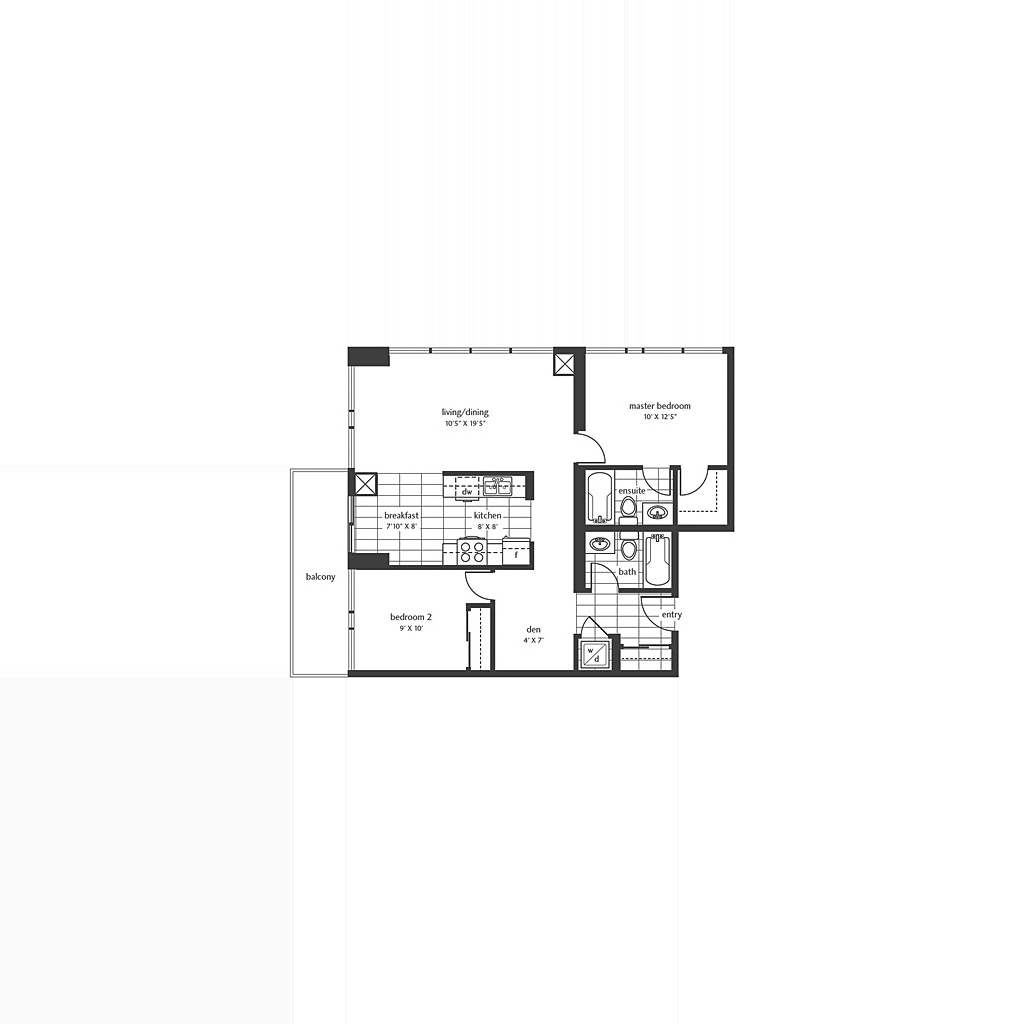 living/dining
10'5" X 19'5"
master bedroom
10' X 12'5"
dw
ensuite
breakfast
7'10" X 8'
kitchen
8' X 8'
f
bath
balcony
bedroom 2
9' X 10'
den
4' X 7'
entry
w
d